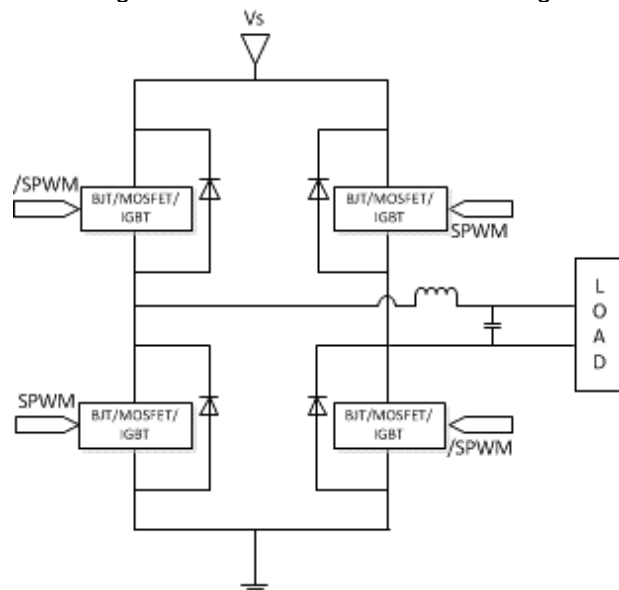 Vs
/SPWM
BJT/MOSFET/
IGBT
BJT/MOSFET/
IGBT
SPWM
L
O
A
D
SPWM
BJT/MOSFET/
IGBT
BJT/MOSFET/
IGBT
/SPWM